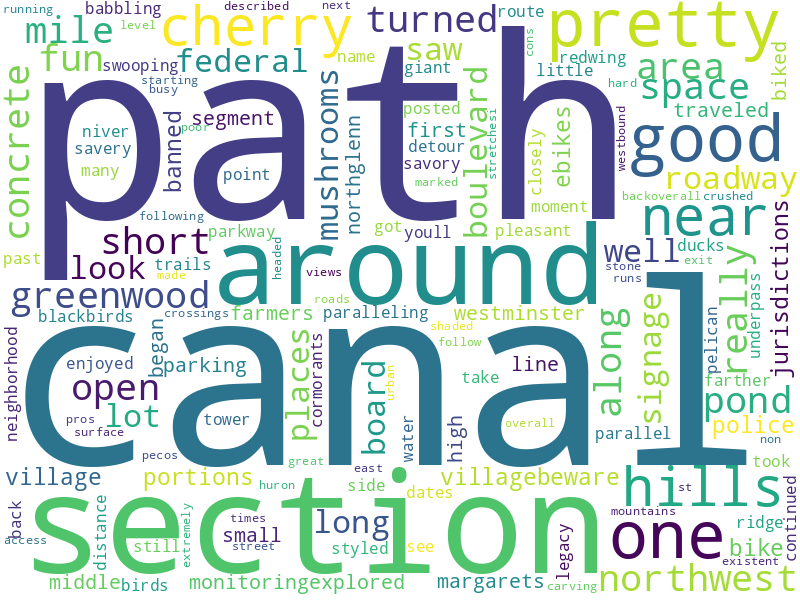 running
babbling
described
next
cherry
turned
route
pretty
mile
level
cons
fun
swooping
federal
saw
name
redwing
area
biked
starting
busy
giant
little
path
concrete
banned
mushrooms
boulevard
ebikes
hard
space
niver
poor
segment
posted
first
closely
traveled
savery
northglenn
detour
stretches1
westbound
good
many
point
savory
marked
moment
roadway
following
backoverall
crushed
short
parkway
got
youll
pleasant
near
past
look
trails
headed
around
well
ducks
made
views
stone
exit
really
underpass
jurisdictions
greenwood
roads
runs
signage
pelican
blackbirds
crossings
farmers
paralleling
westminster
along
canal
neighborhood
began
places
cormorants
shaded
follow
enjoyed
parking
board
urban
line
take
farther
open
pond
lot
tower
water
high
overall
parallel
police
pros
surface
non
pecos
great
east
took
village
portions
villagebeware
section
huron
side
dates
hills
st
mountains
continued
back
distance
extremely
times
small
long
one
ridge
access
still
street
styled
see
legacy
existent
bike
middle
birds
monitoringexplored
margarets
carving
northwest